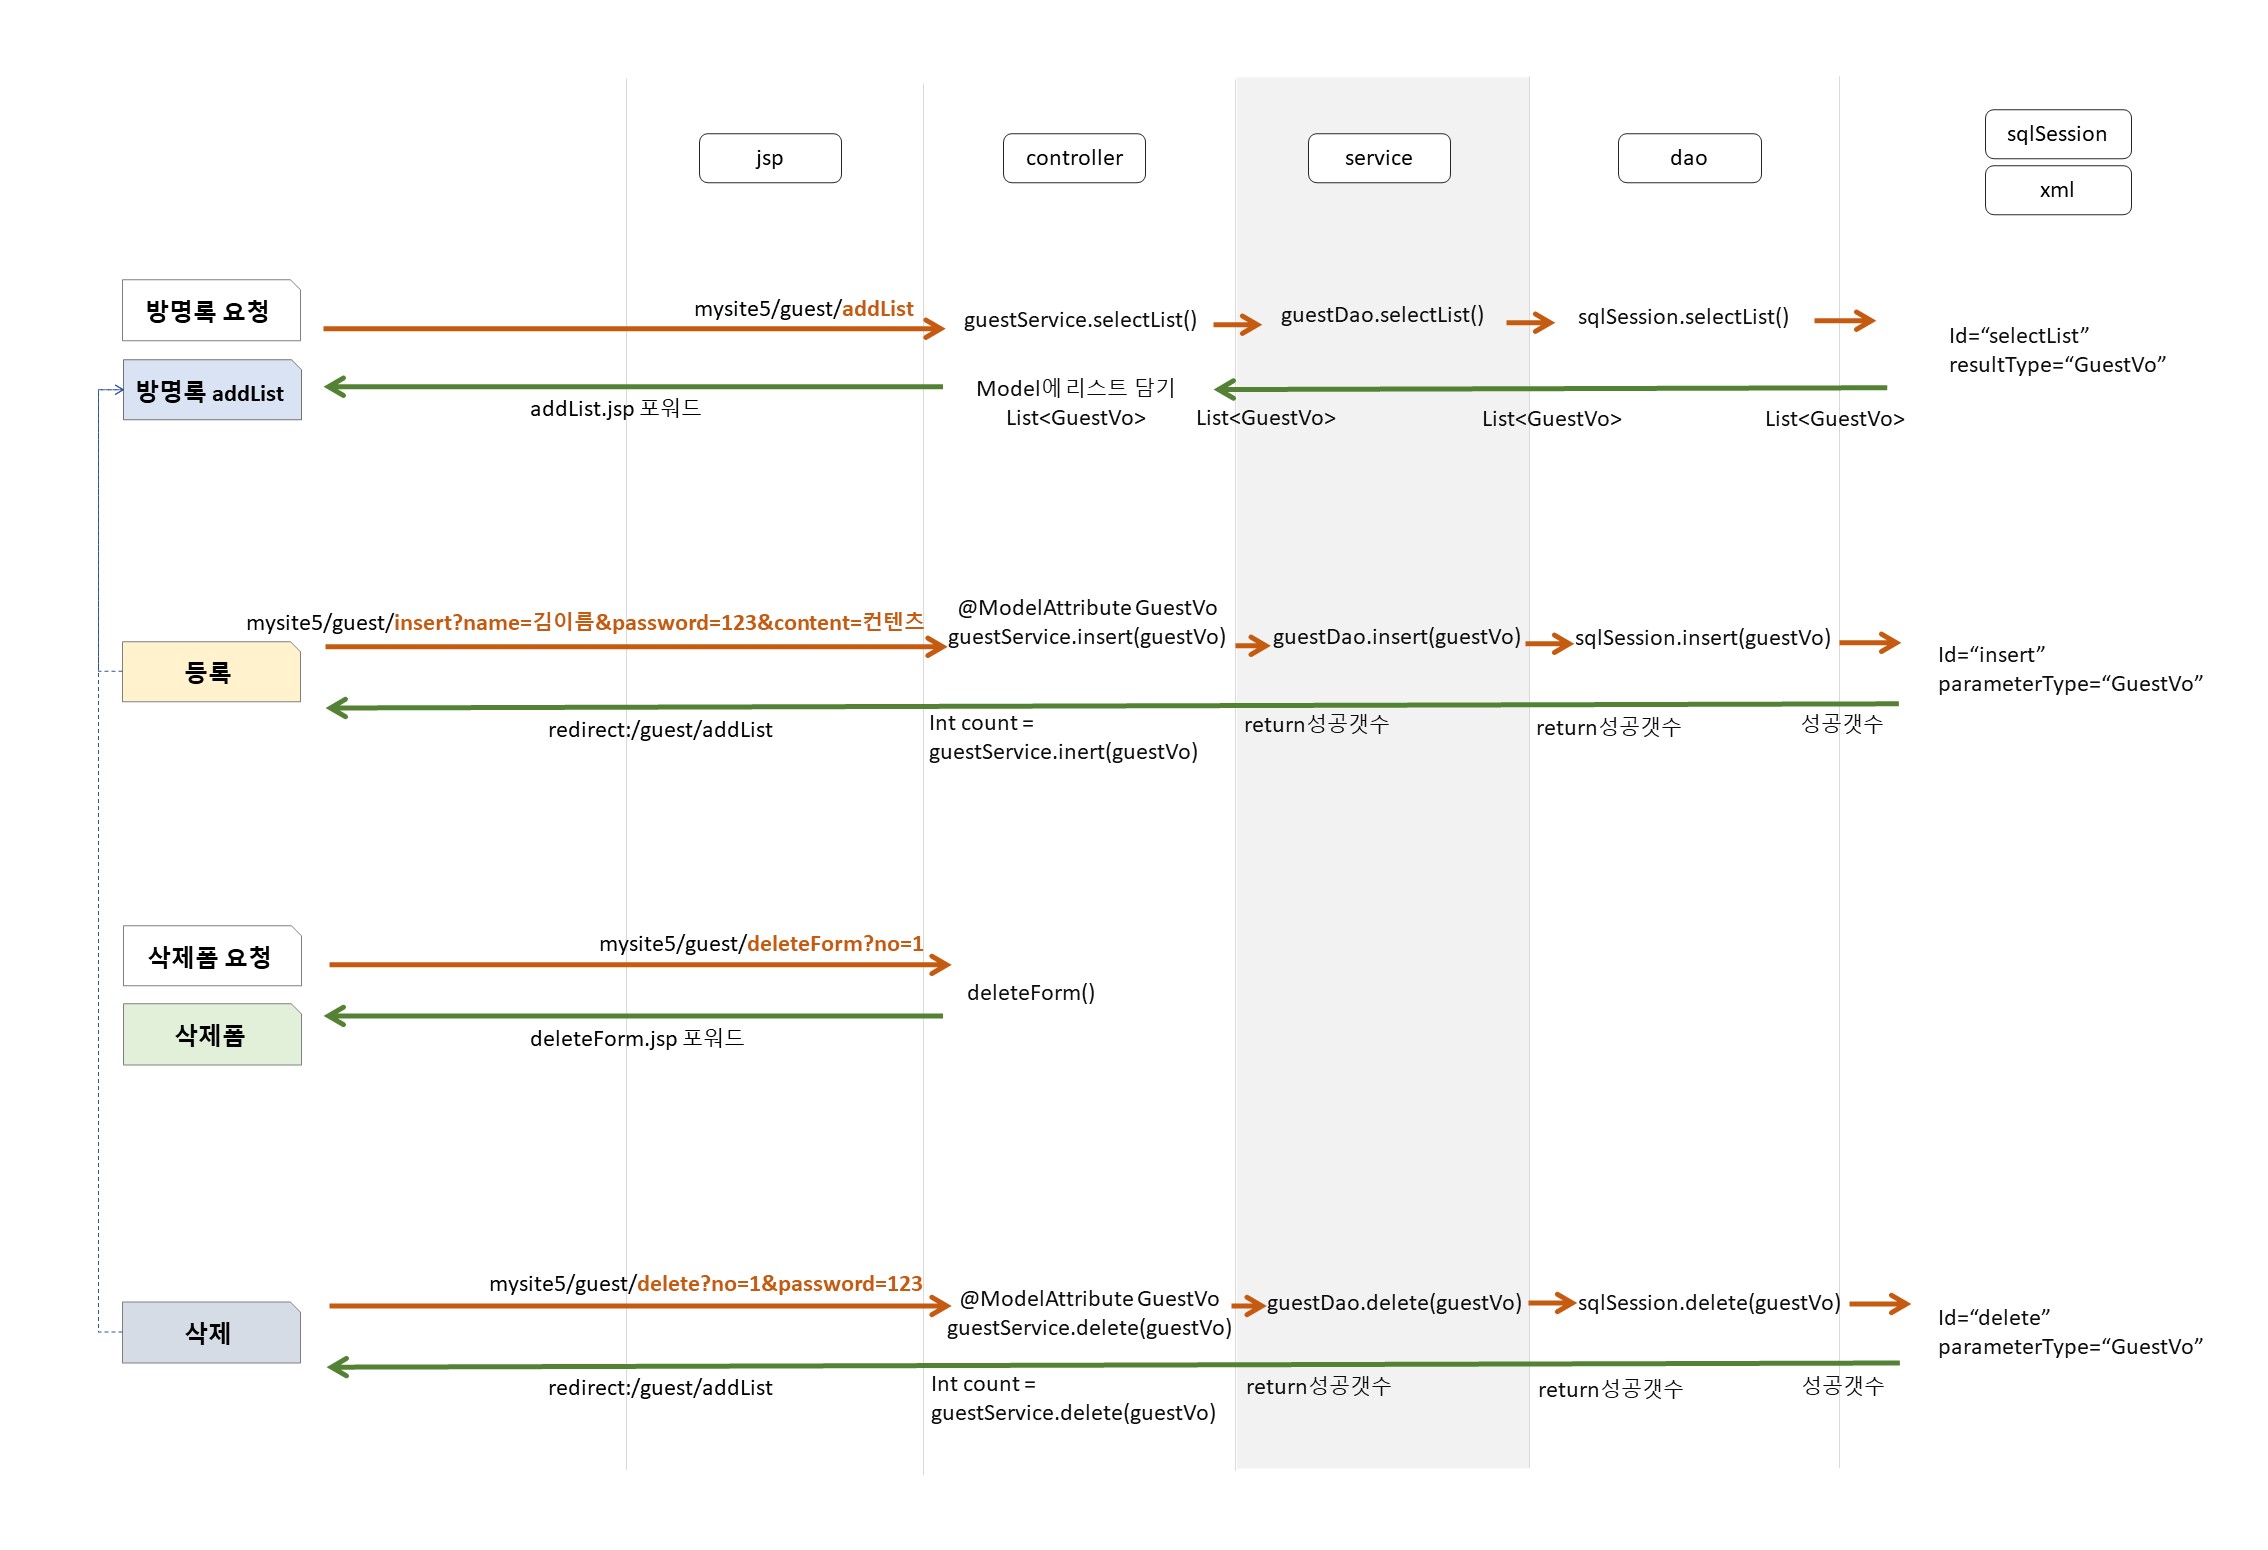 jsp
controller
service
dao
sqlSession
xml
방명록 요청
mysite5/guest/addList
guestService.selectList()
guestDao.selectList()
sqlSession.selectList()
Id=“selectList”
resultType=“GuestVo”
방명록 addList
addList.jsp 포워드
Model에 리스트 담기
List<GuestVo>
List<GuestVo>
List<GuestVo>
List<GuestVo>
mysite5/guest/insert?name=김이름&password=123&content=컨텐츠
@ModelAttribute GuestVo
guestService.insert(guestVo)
guestDao.insert(guestVo)
sqlSession.insert(guestVo)
Id=“insert”
parameterType=“GuestVo”
등록
redirect:/guest/addList
Int count =
guestService.inert(guestVo)
return성공갯수
return성공갯수
성공갯수
삭제폼 요청
mysite5/guest/deleteForm?no=1
deleteForm()
삭제폼
deleteForm.jsp 포워드
mysite5/guest/delete?no=1&password=123
@ModelAttribute GuestVo
guestService.delete(guestVo)
guestDao.delete(guestVo)
sqlSession.delete(guestVo)
Id=“delete”
parameterType=“GuestVo”
삭제
redirect:/guest/addList
Int count =
guestService.delete(guestVo)
return성공갯수
return성공갯수
성공갯수